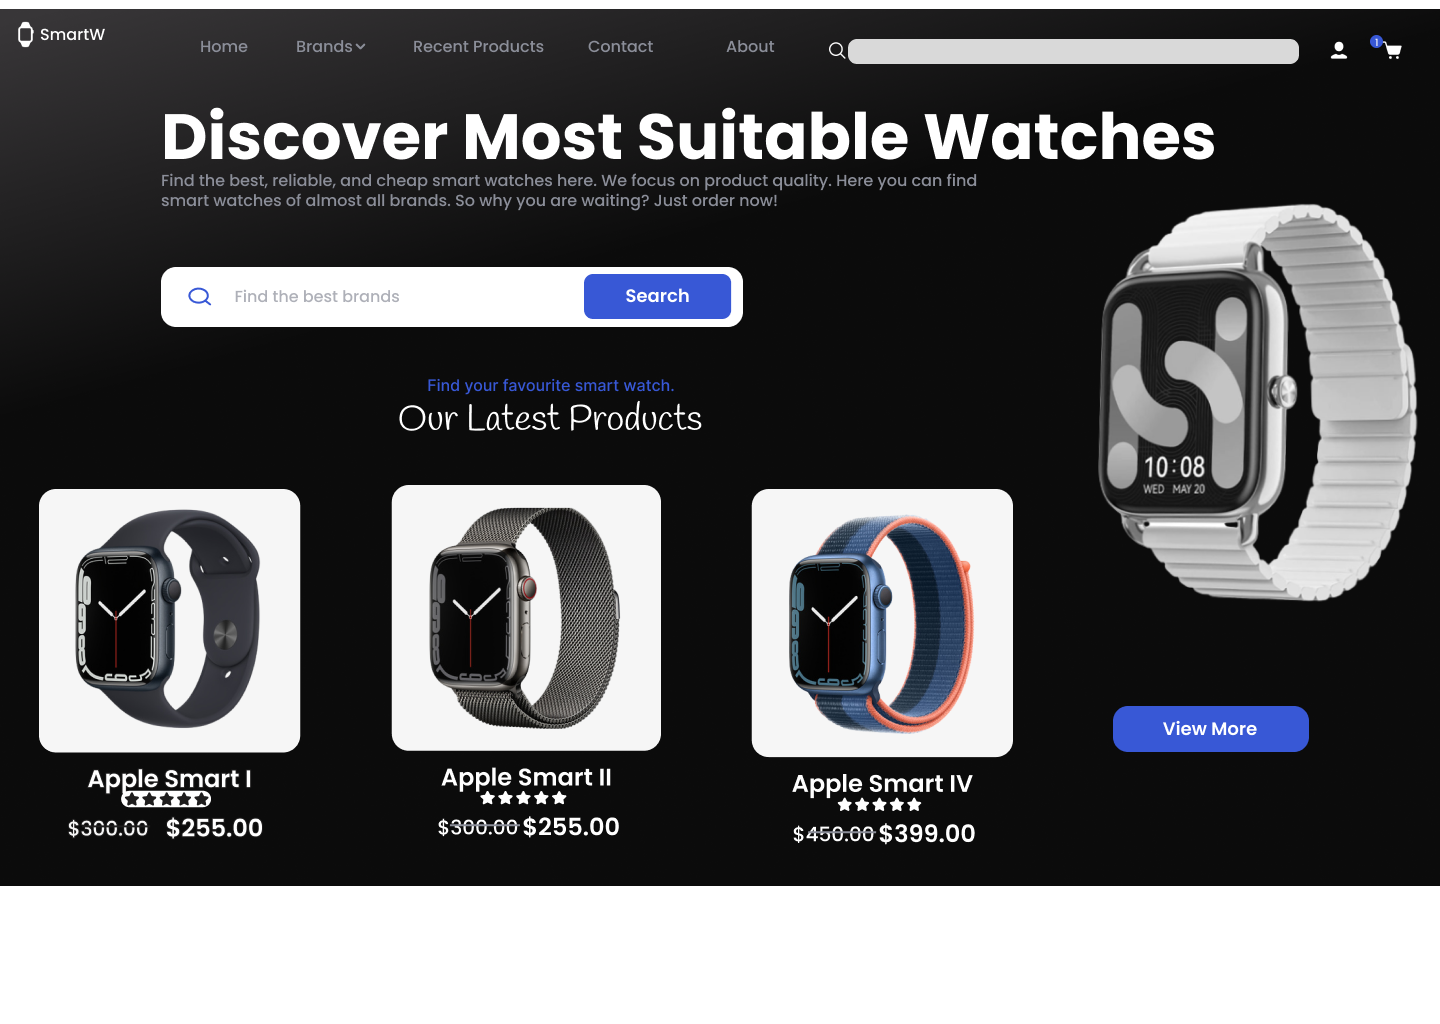 SmartW
Home Brands Recent Products Contact About
1
Discover Most Suitable Watches
Find the best, reliable, and cheap smart watches here. We focus on product quality. Here you can find
smart watches of almost all brands. So why you are waiting? Just order now!
Find the best brands
Search
Find your favourite smart watch.
Our Latest Products
10:08
WED MAY 20
Apple Smart I
$300.00 $255.00
Apple Smart II
$300.00 $255.00
Apple Smart IV
$450.00 $399.00
View More